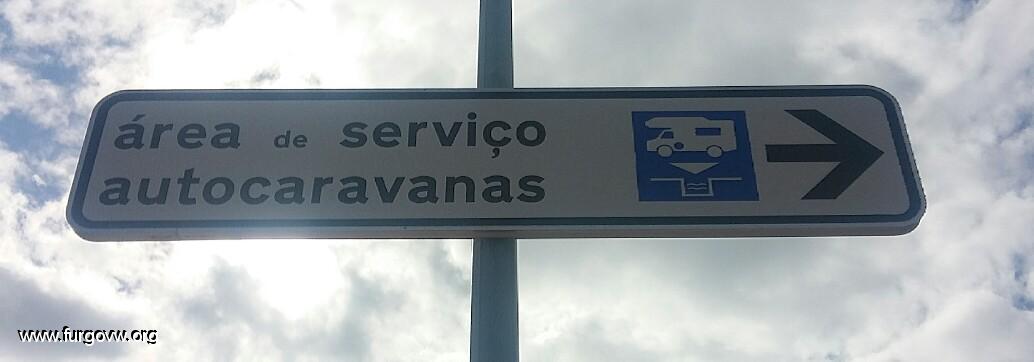 área de serviço
autocaravanas
www.furgovw.org